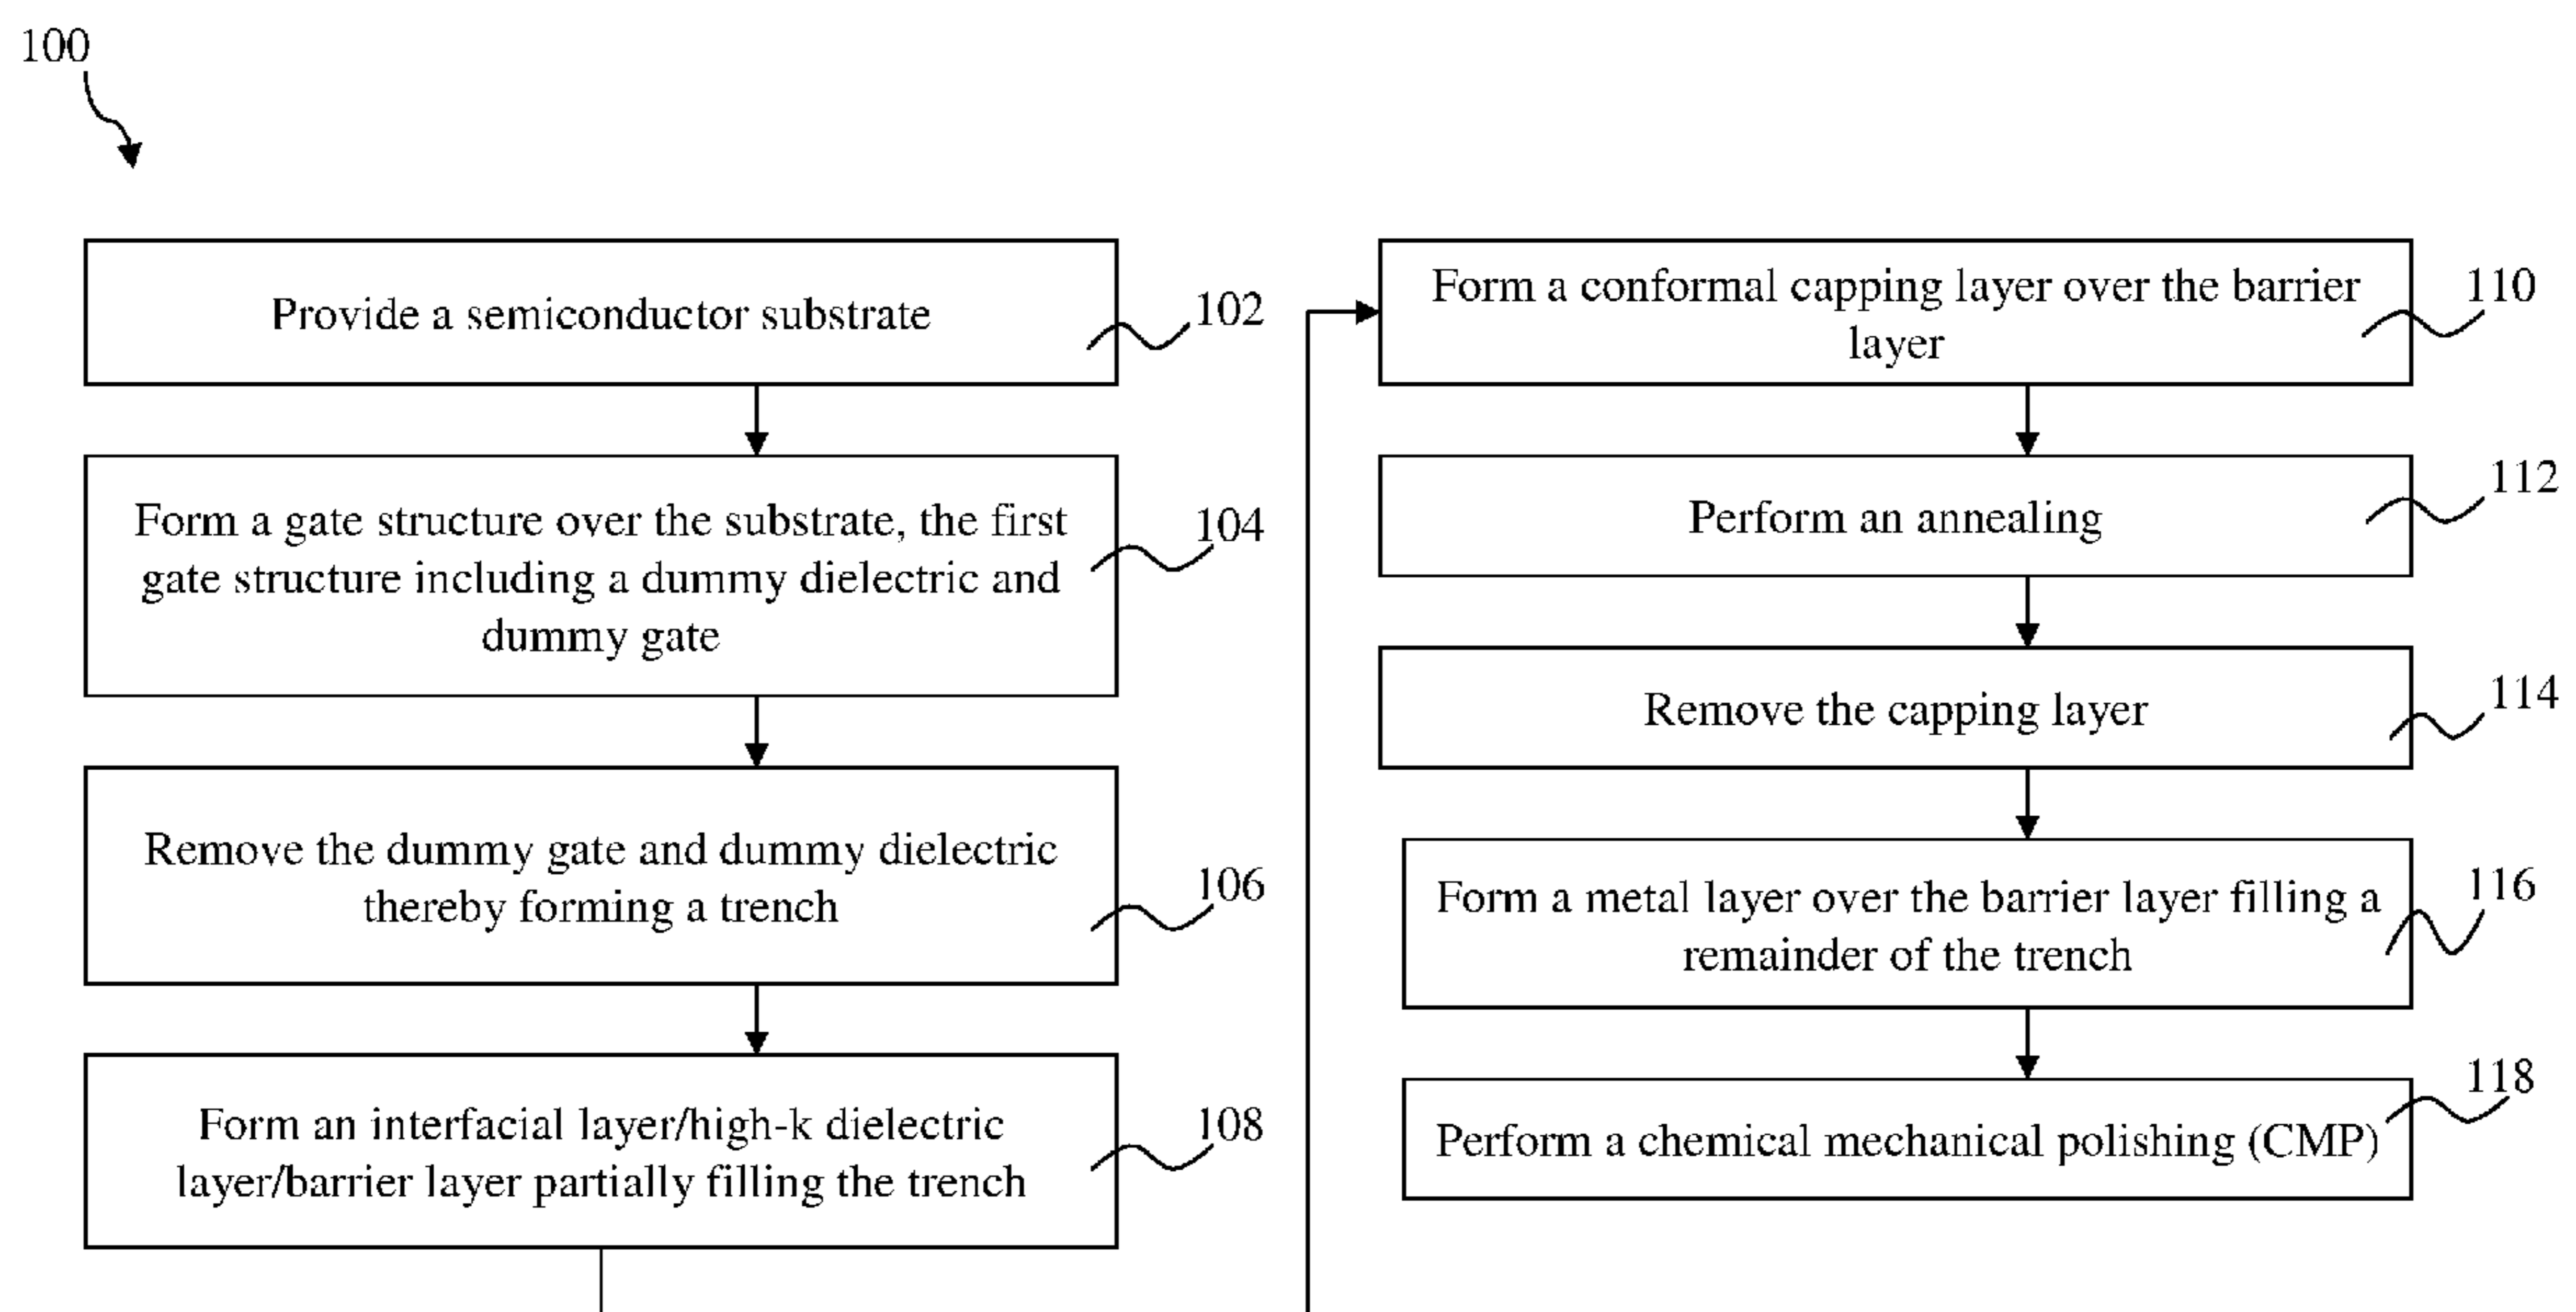 100
Provide a semiconductor substrate
102
Form a gate structure over the substrate, the first
gate structure including a dummy dielectric and
dummy gate
104
Remove the dummy gate and dummy dielectric
thereby forming a trench
106
Form an interfacial layer/high-k dielectric
layer/barrier layer partially filling the trench
108
Form a conformal capping layer over the barrier
layer
110
Perform an annealing
112
Remove the capping layer
114
Form a metal layer over the barrier layer filling a
remainder of the trench
116
Perform a chemical mechanical polishing (CMP)
118